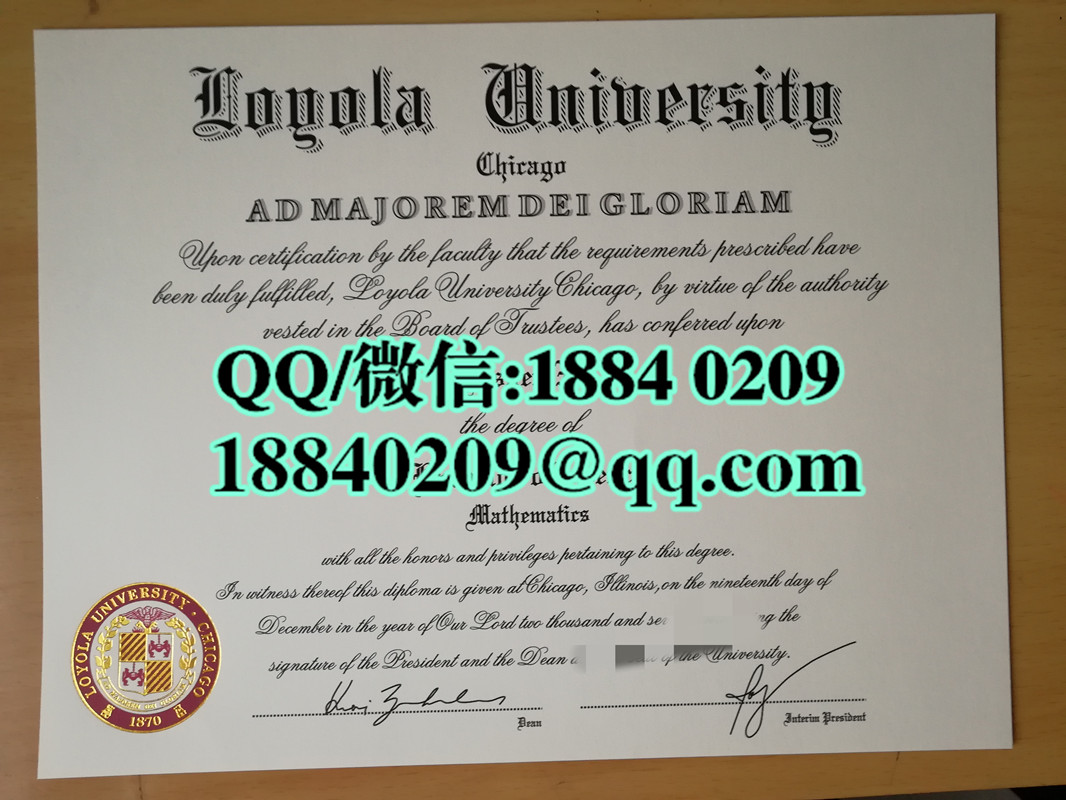 Loyola University
Chicago
AD MAJOREM DEI GLORIAM
Upon certification by the faculty that the requirements prescribed have
been duly fulfilled, Loyola University Chicago, by virtue of the authority
vested in the Board of Trustees, has conferred upon
QQ/微信:1884 0209
the degree of
18840209@qq.com
Mathematics
with all the honors and privileges pertaining to this degree.
In witness thereof this diploma is given at Chicago, Illinois, on the nineteenth day of
December in the year of Our Lord two thousand and the
signature of the President and the Dean of the University.
Dean
Interim President
LOYOLA UNIVERSITY · CHICAGO
1870